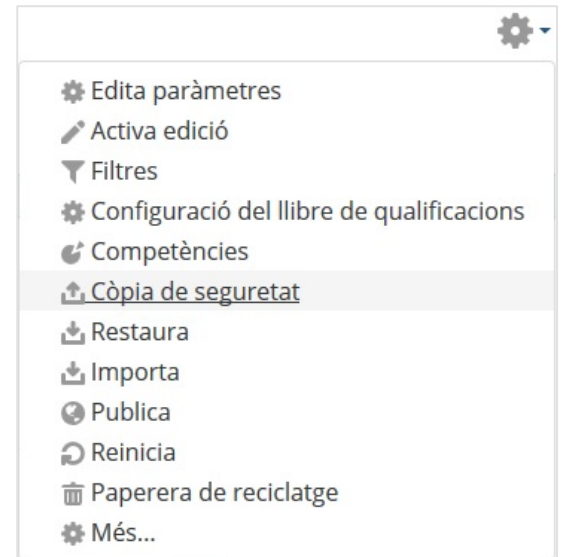 Edita paràmetres
Activa edició
Filtres
Configuració del llibre de qualificacions
Competències
Còpia de seguretat
Restaura
Importa
Publica
Reinicia
Paperera de reciclatge
Més...